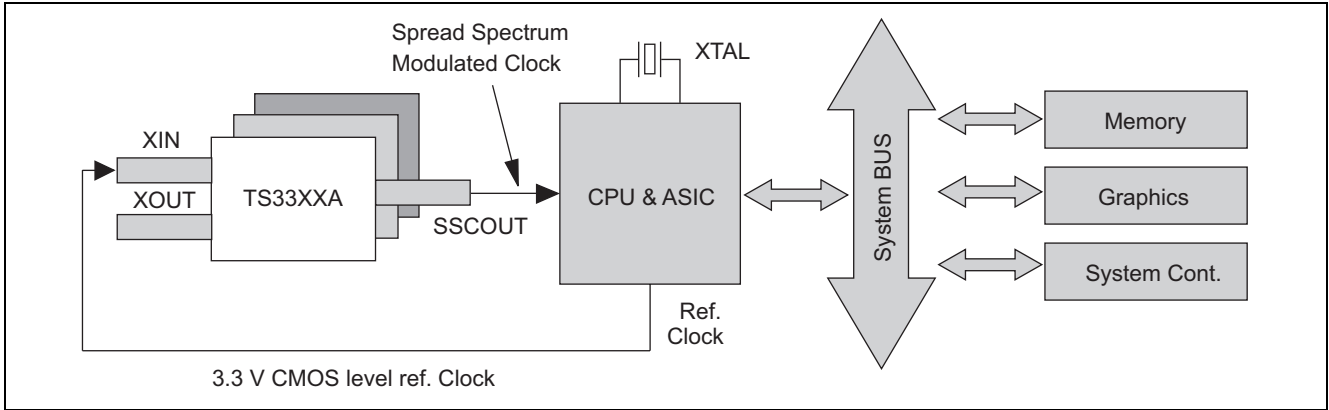 Spread Spectrum
Modulated Clock
XTAL
XIN
XOUT
TS33XXA
SSCOUT
CPU & ASIC
System BUS
Memory
Graphics
System Cont.
Ref.
Clock
3.3 V CMOS level ref. Clock